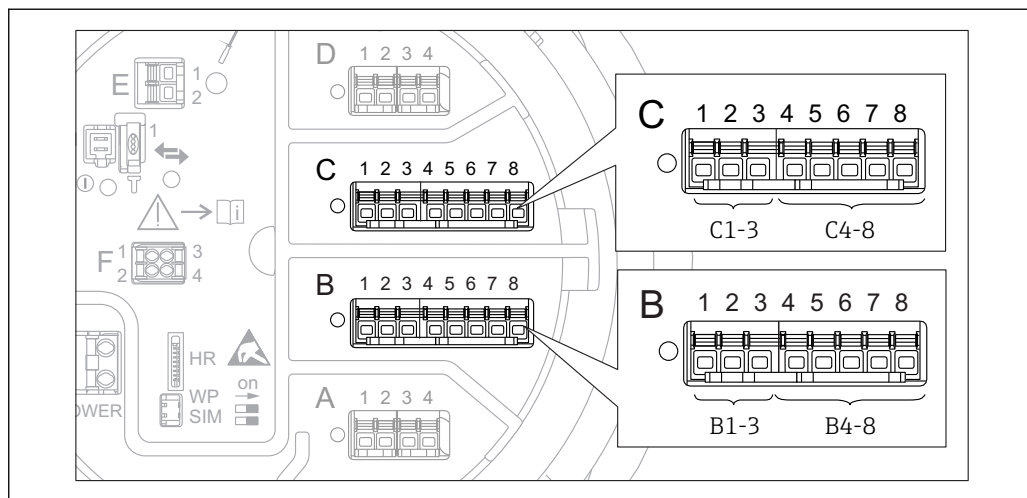 D 1 2 3 4
E 1
2
1
C 1 2 3 4 5 6 7 8
C 1 2 3 4 5 6 7 8
C1-3 C4-8
i
F 1 3
2 4
B 1 2 3 4 5 6 7 8
B 1 2 3 4 5 6 7 8
B1-3 B4-8
HR
on
WP
SIM
OWER
A 1 2 3 4